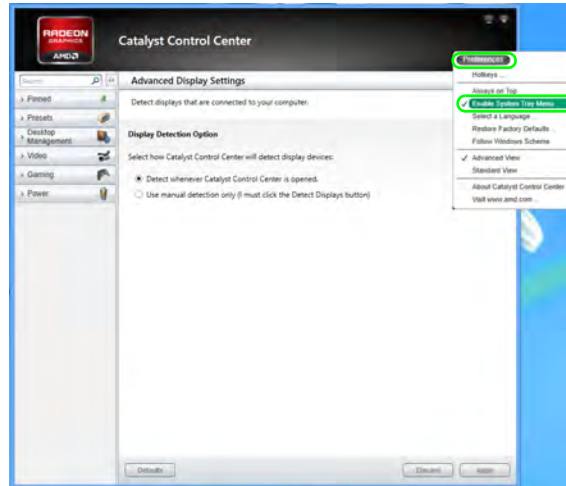 RADEON
GRAPHICS
AMD
Catalyst Control Center
Preferences
Hotkeys ...
Always on Top
✓ Enable System Tray Menu
Select a Language ...
Restore Factory Defaults ...
Follow Windows Scheme
✓ Advanced View
Standard View
About Catalyst Control Center
Visit www.amd.com ...
Search
Pinned
Presets
Desktop
Management
Video
Gaming
Power
Advanced Display Settings
Detect displays that are connected to your computer.
Display Detection Option
Select how Catalyst Control Center will detect display devices:
Detect whenever Catalyst Control Center is opened.
Use manual detection only (I must click the Detect Displays button)
Defaults
Discard
Apply